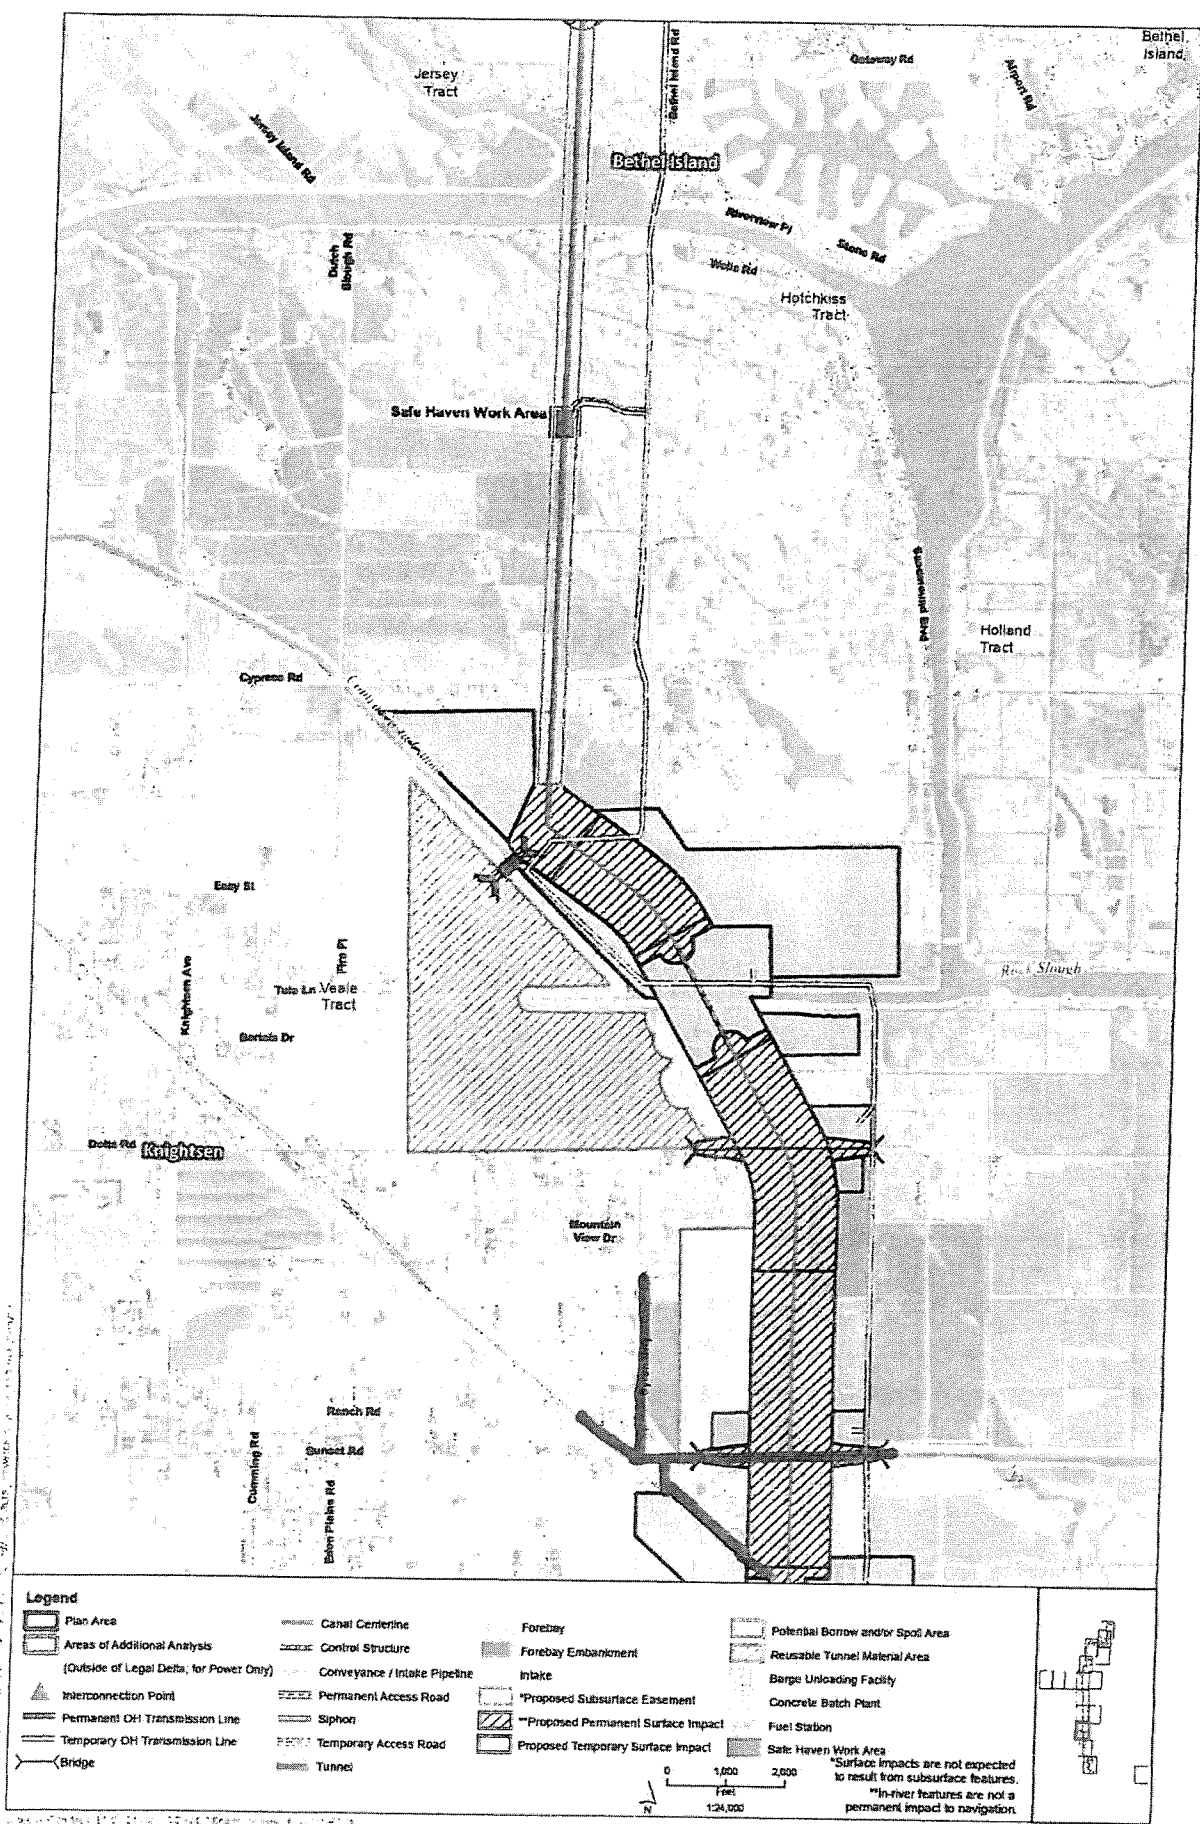 Bethel
Island
Jersey
Tract
Gateway Rd
Airport Rd
Bethel Island Rd
Jersey Island Rd
Bethel Island
Riverview Pl
Stone Rd
Wells Rd
Dutch
Slough Rd
Hotchkiss
Tract
Safe Haven Work Area
Sandmound Blvd
Holland
Tract
Cypress Rd
Easy St
Knightsen Ave
Tule Ln
Veale
Tract
Rock Slough
Delta Rd
Knightsen
Mountain
View Dr
Ranch Rd
Sunset Rd
Cumming Rd
Eden Plains Rd
Legend
Plan Area
Areas of Additional Analysis
(Outside of Legal Delta; for Power Only)
Interconnection Point
Permanent OH Transmission Line
Temporary OH Transmission Line
Bridge
Canal Centerline
Control Structure
Conveyance / Intake Pipeline
Permanent Access Road
Siphon
Temporary Access Road
Tunnel
Forebay
Forebay Embankment
Intake
*Proposed Subsurface Easement
**Proposed Permanent Surface Impact
Proposed Temporary Surface Impact
Potential Borrow and/or Spoil Area
Reusable Tunnel Material Area
Barge Unloading Facility
Concrete Batch Plant
Fuel Station
Safe Haven Work Area
0 1,000 2,000
Feet
N
1:24,000
*Surface impacts are not expected
to result from subsurface features.
**In-river features are not a
permanent impact to navigation.